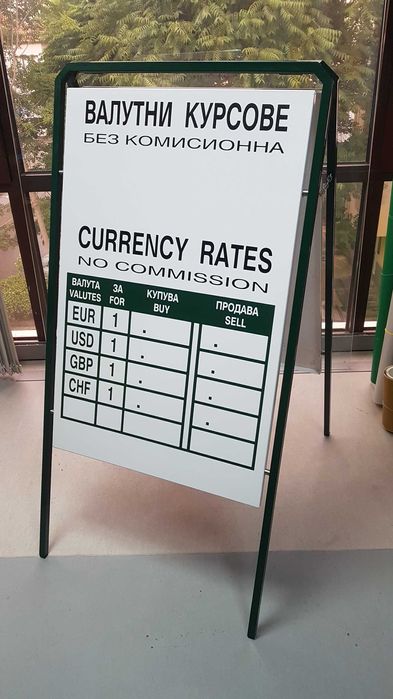 ВАЛУТНИ КУРСОВЕ
БЕЗ КОМИСИОННА
CURRENCY RATES
NO COMMISSION
ВАЛУТА ЗА КУПУВА ПРОДАВА
VALUTES FOR BUY SELL
EUR 1 . .
USD 1 . .
GBP 1 . .
CHF 1 . .